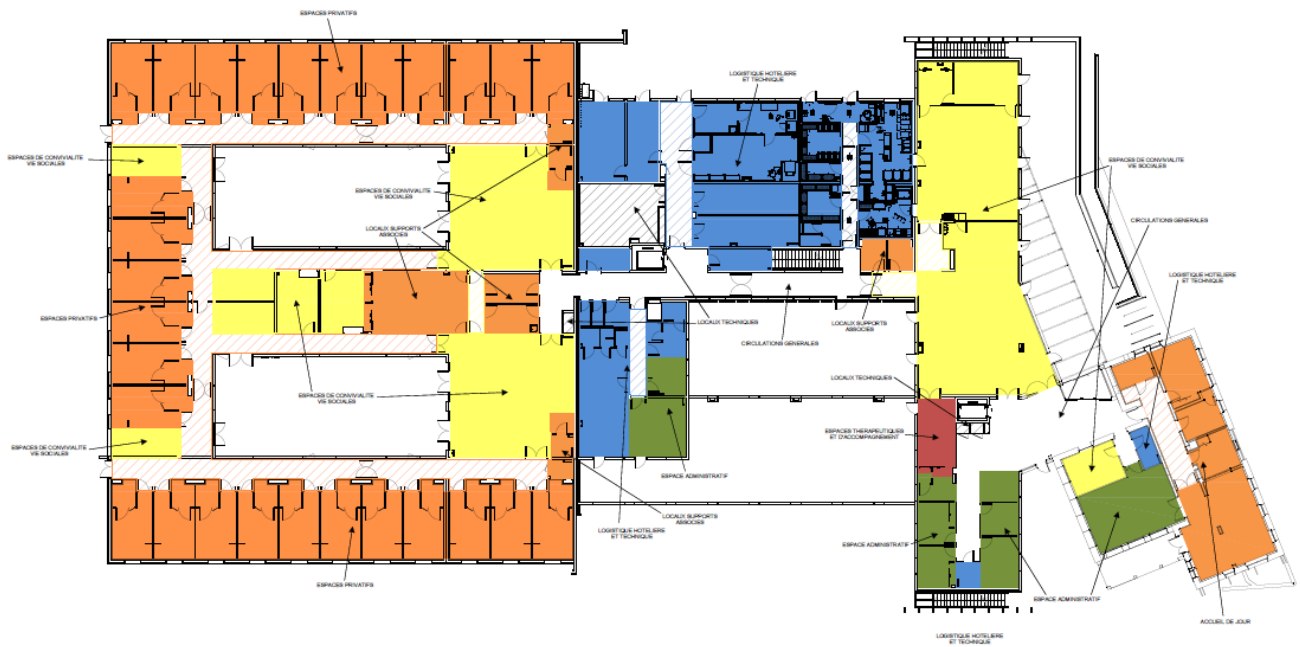 ESPACES PRIVATIFS
LOGISTIQUE HOTELIERE
ET TECHNIQUE
ESPACES DE CONVIVIALITE
VIE SOCIALES
ESPACES DE CONVIVIALITE
VIE SOCIALES
ESPACES DE CONVIVIALITE
VIE SOCIALES
CIRCULATIONS GENERALES
LOCAUX SUPPORTS
ASSOCIES
LOGISTIQUE HOTELIERE
ET TECHNIQUE
ESPACES PRIVATIFS
LOCAUX TECHNIQUES
LOCAUX SUPPORTS
ASSOCIES
CIRCULATIONS GENERALES
LOCAUX TECHNIQUES
ESPACES DE CONVIVIALITE
VIE SOCIALES
ESPACES THERAPEUTIQUES
ET D'ACCOMPAGNEMENT
ESPACES DE CONVIVIALITE
VIE SOCIALES
ESPACE ADMINISTRATIF
LOCAUX SUPPORTS
ASSOCIES
LOGISTIQUE HOTELIERE
ET TECHNIQUE
ESPACE ADMINISTRATIF
ESPACES PRIVATIFS
ESPACE ADMINISTRATIF
ACCUEIL DE JOUR
LOGISTIQUE HOTELIERE
ET TECHNIQUE